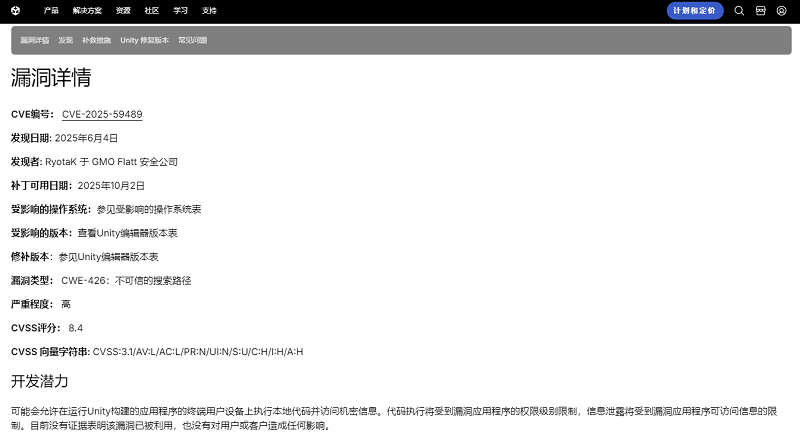 产品 解决方案 资源 社区 学习 支持 计划和定价
漏洞详情 发现 补救措施 Unity 修复版本 常见问题
漏洞详情
CVE编号： CVE-2025-59489
发现日期: 2025年6月4日
发现者: RyotaK 于 GMO Flatt 安全公司
补丁可用日期： 2025年10月2日
受影响的操作系统：参见受影响的操作系统表
受影响的版本：查看Unity编辑器版本表
修补版本：参见Unity编辑器版本表
漏洞类型： CWE-426：不可信的搜索路径
严重程度： 高
CVSS评分： 8.4
CVSS 向量字符串: CVSS:3.1/AV:L/AC:L/PR:N/UI:N/S:U/C:H/I:H/A:H
开发潜力
可能会允许在运行Unity构建的应用程序的终端用户设备上执行本地代码并访问机密信息。代码执行将受到漏洞应用程序的权限级别限制，信息泄露将受到漏洞应用程序可访问信息的限
制。目前没有证据表明该漏洞已被利用，也没有对用户或客户造成任何影响。